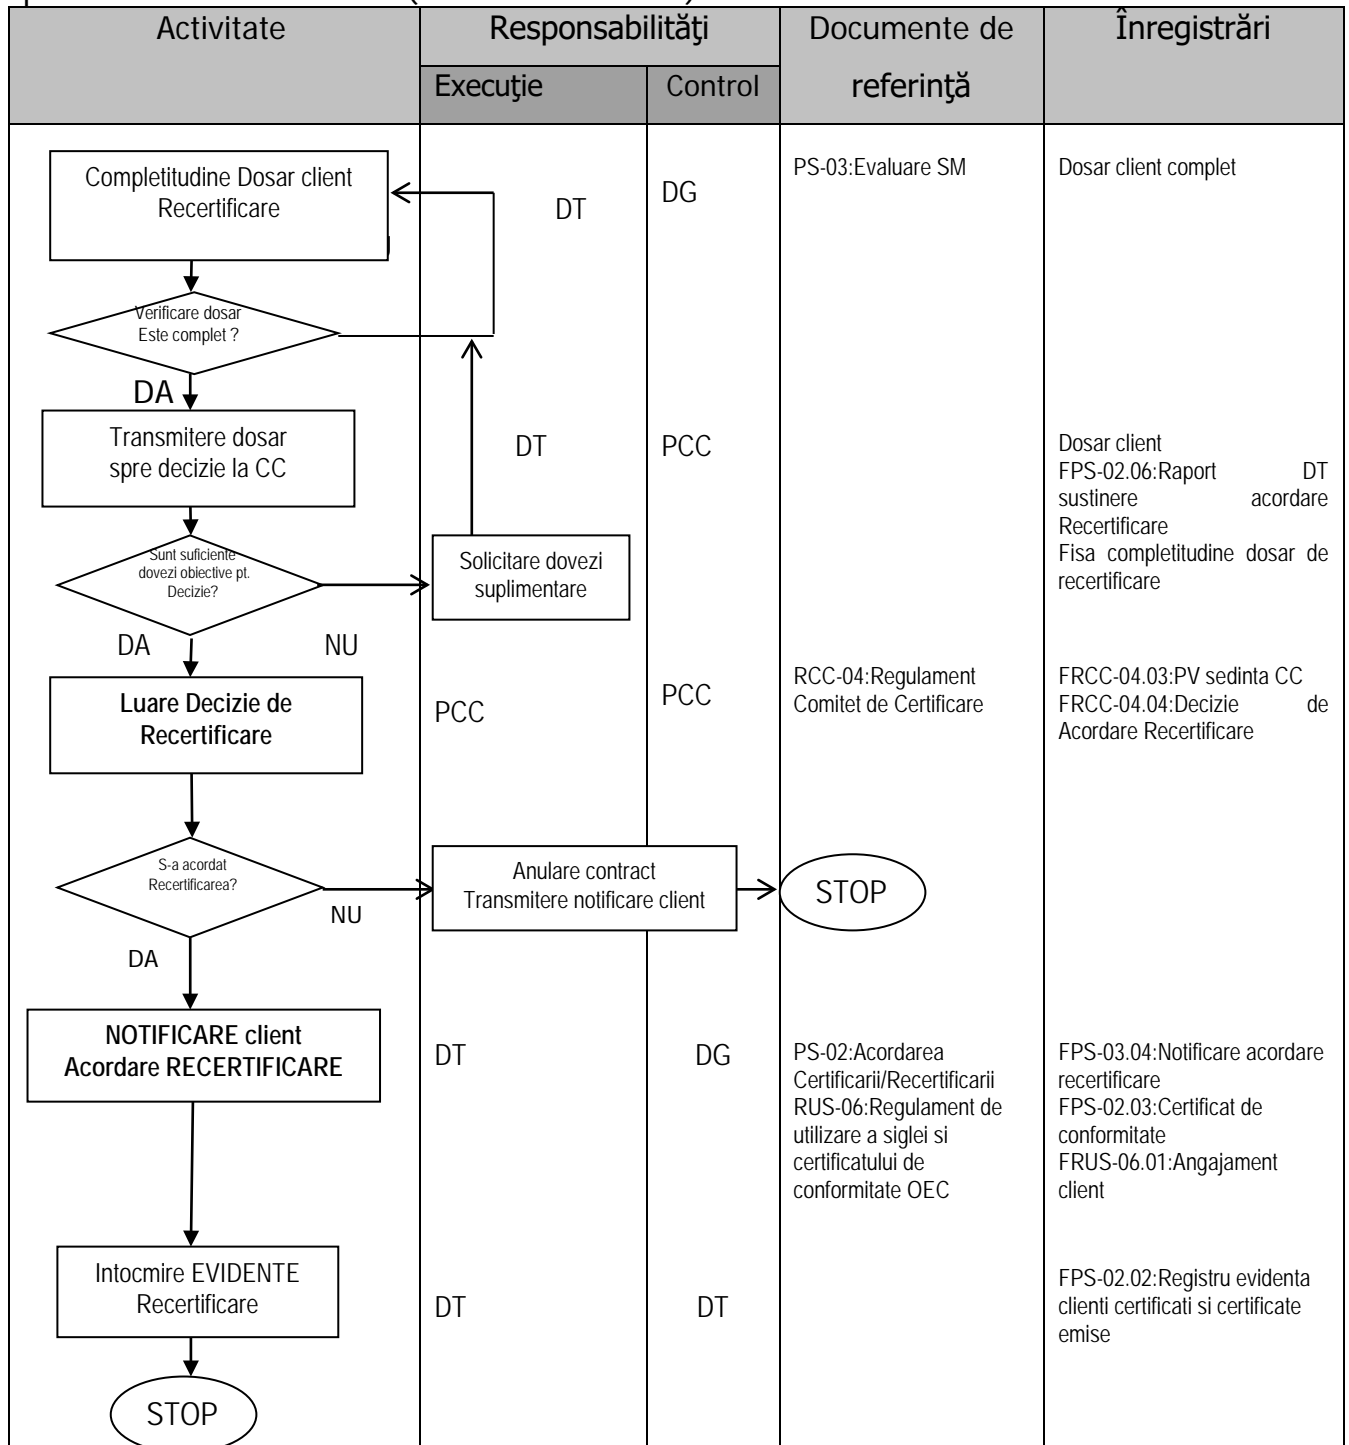 Activitate
Responsabilităţi
Documente de
referinţă
Înregistrări
Execuţie
Control
Completitudine Dosar client
Recertificare
DT
DG
PS-03:Evaluare SM
Dosar client complet
Verificare dosar
Este complet ?
DA
Transmitere dosar
spre decizie la CC
DT
PCC
Dosar client
FPS-02.06:Raport DT
sustinere acordare
Recertificare
Fisa completitudine dosar de
recertificare
Sunt suficiente
dovezi obiective pt.
Decizie?
Solicitare dovezi
suplimentare
DA
NU
Luare Decizie de
Recertificare
PCC
PCC
RCC-04:Regulament
Comitet de Certificare
FRCC-04.03:PV sedinta CC
FRCC-04.04:Decizie de
Acordare Recertificare
S-a acordat
Recertificarea?
NU
Anulare contract
Transmitere notificare client
STOP
DA
NOTIFICARE client
Acordare RECERTIFICARE
DT
DG
PS-02:Acordarea
Certificarii/Recertificarii
RUS-06:Regulament de
utilizare a siglei si
certificatului de
conformitate OEC
FPS-03.04:Notificare acordare
recertificare
FPS-02.03:Certificat de
conformitate
FRUS-06.01:Angajament
client
Intocmire EVIDENTE
Recertificare
DT
DT
FPS-02.02:Registru evidenta
clienti certificati si certificate
emise
STOP